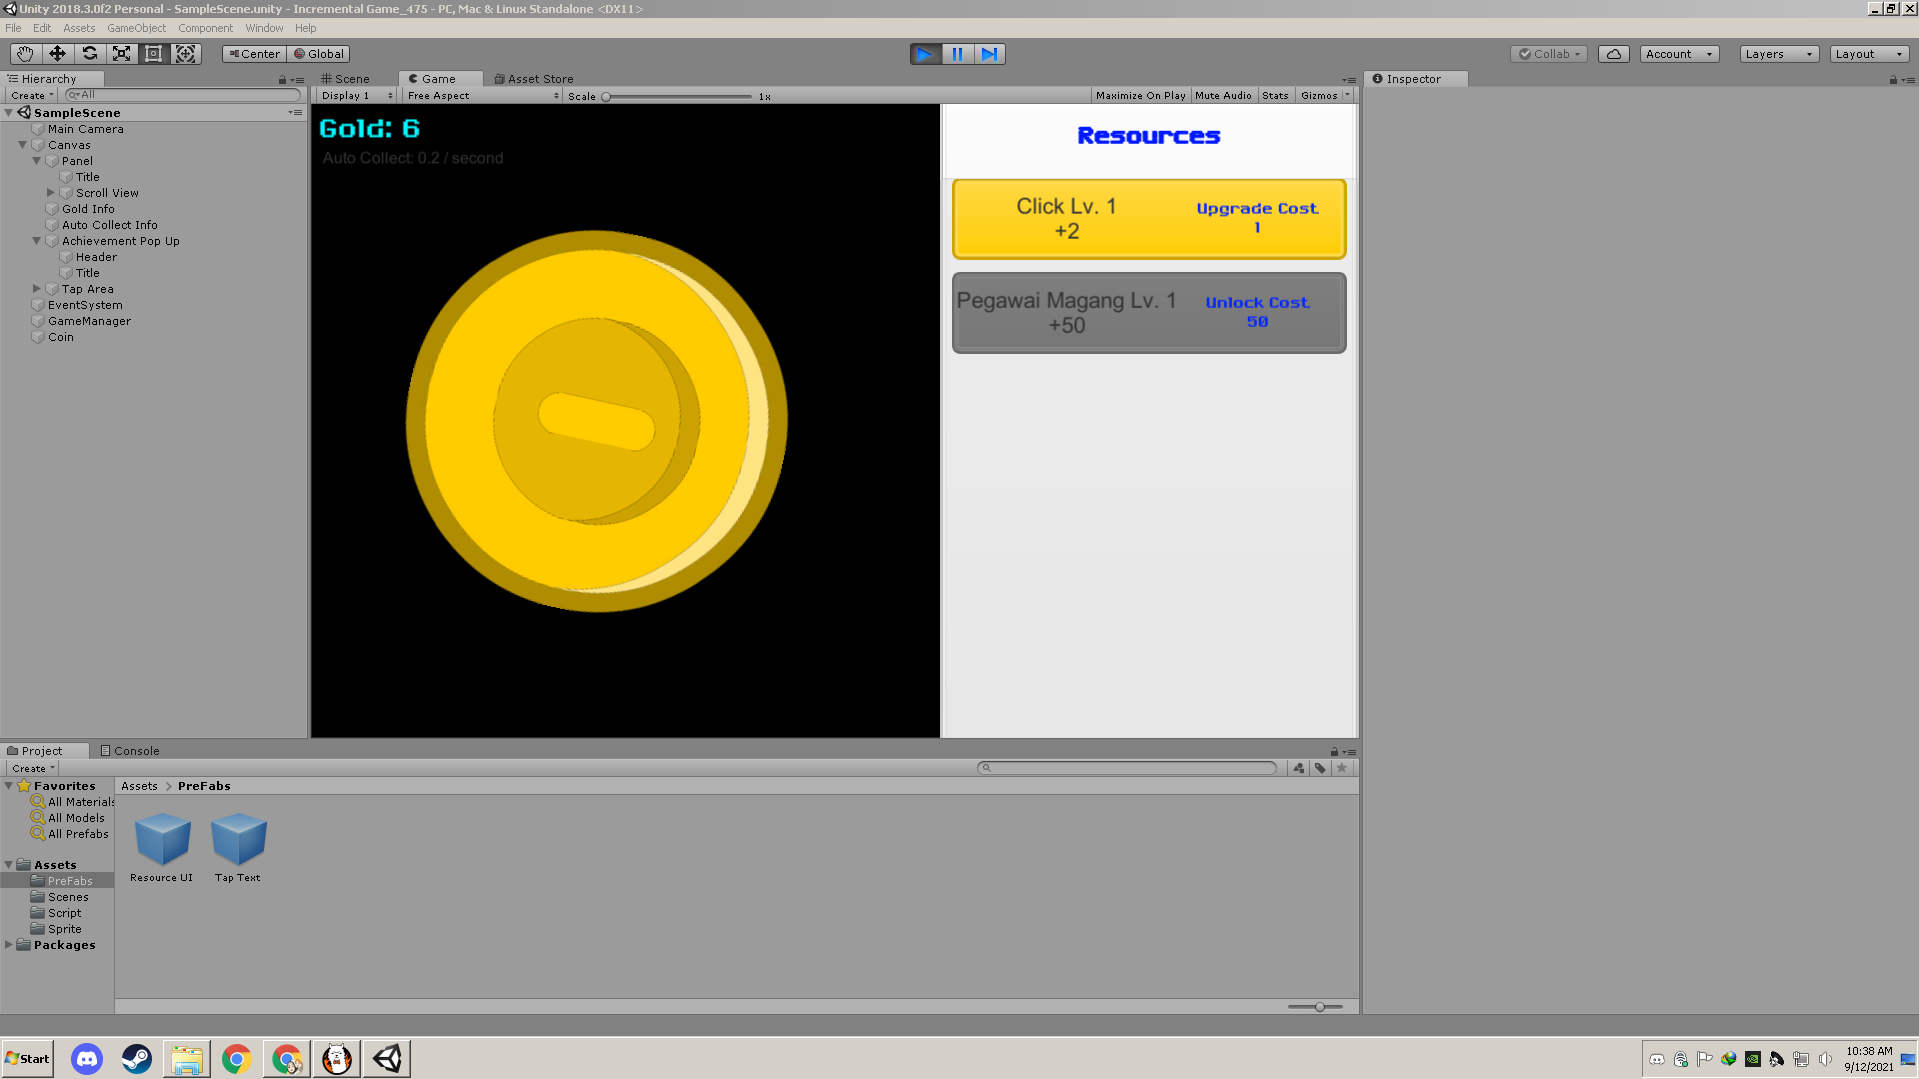 Unity 2018.3.0f2 Personal - SampleScene.unity - Incremental Game_475 - PC, Mac & Linux Standalone <DX11>
File Edit Assets GameObject Component Window Help
Center Global Collab Account Layers Layout
Hierarchy
Create All
SampleScene
Main Camera
Canvas
Panel
Title
Scroll View
Gold Info
Auto Collect Info
Achievement Pop Up
Header
Title
Tap Area
EventSystem
GameManager
Coin
Scene Game Asset Store
Display 1 Free Aspect Scale 1x Maximize On Play Mute Audio Stats Gizmos
Gold: 6
Auto Collect: 0.2 / second
Resources
Click Lv. 1
+2
Upgrade Cost
1
Pegawai Magang Lv. 1
+50
Unlock Cost
50
Inspector
Project Console
Create
Favorites
All Materials
All Models
All Prefabs
Assets
PreFabs
Scenes
Script
Sprite
Packages
Assets > PreFabs
Resource UI Tap Text
Start
10:38 AM
9/12/2021